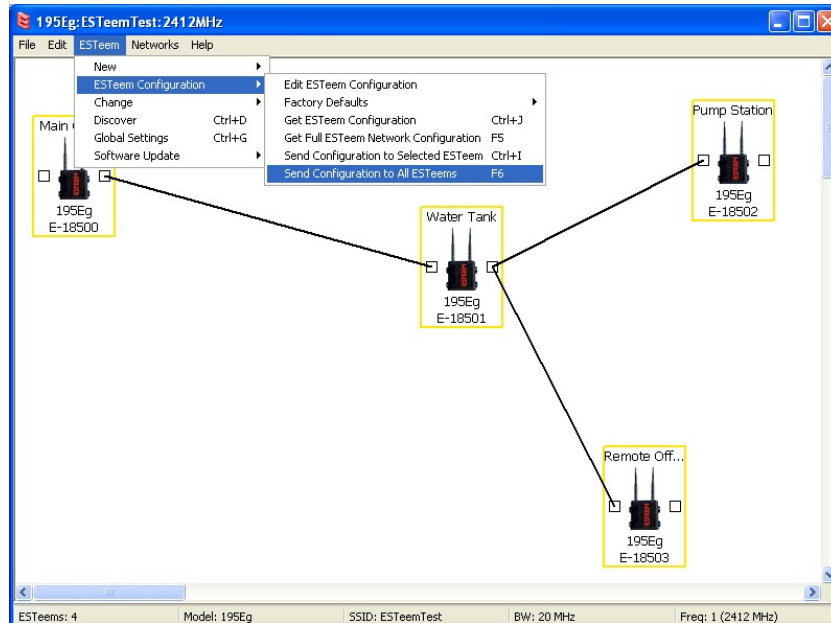 195Eg:ESTeemTest:2412MHz
File Edit ESTeem Networks Help
New
ESTeem Configuration
Change
Discover Ctrl+D
Global Settings Ctrl+G
Software Update
Edit ESTeem Configuration
Factory Defaults
Get ESTeem Configuration Ctrl+J
Get Full ESTeem Network Configuration F5
Send Configuration to Selected ESTeem Ctrl+I
Send Configuration to All ESTeems F6
Main
195Eg
E-18500
Water Tank
195Eg
E-18501
Pump Station
195Eg
E-18502
Remote Off...
195Eg
E-18503
ESTeems: 4 Model: 195Eg SSID: ESTeemTest BW: 20 MHz Freq: 1 (2412 MHz)